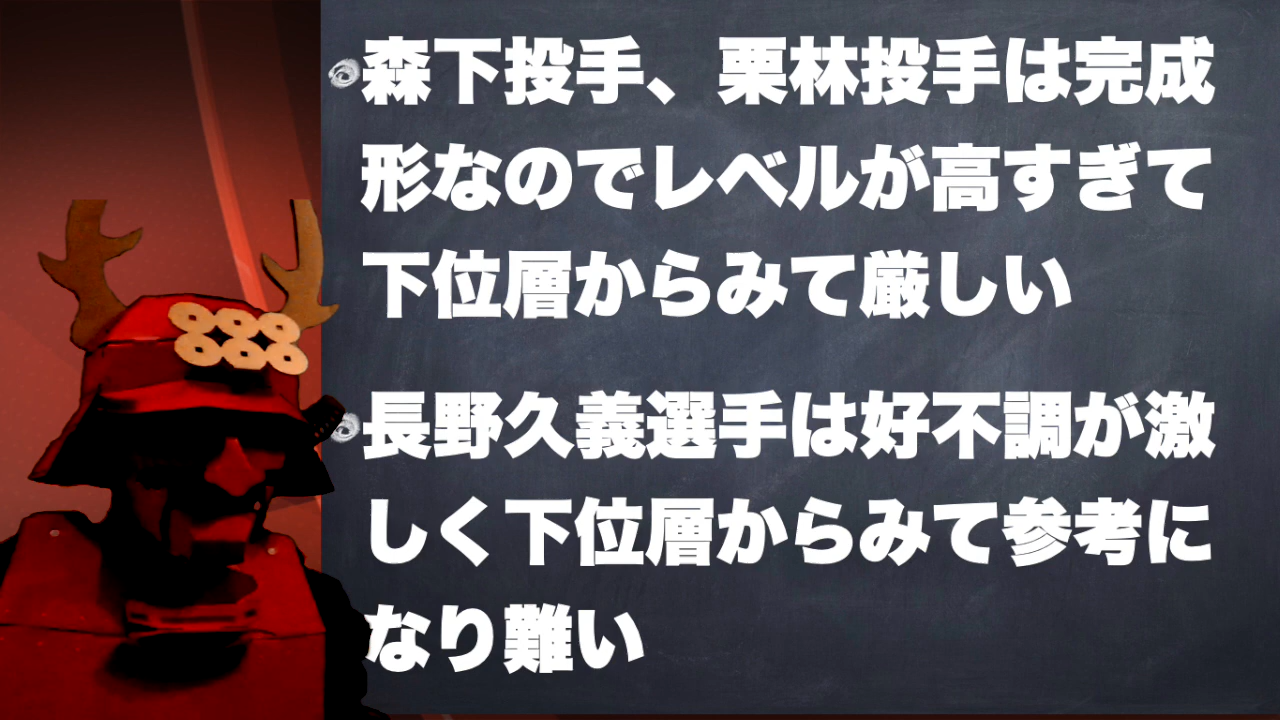 森下投手、栗林投手は完成
形なのでレベルが高すぎて
下位層からみて厳しい
長野久義選手は好不調が激
しく下位層からみて参考に
なり難い